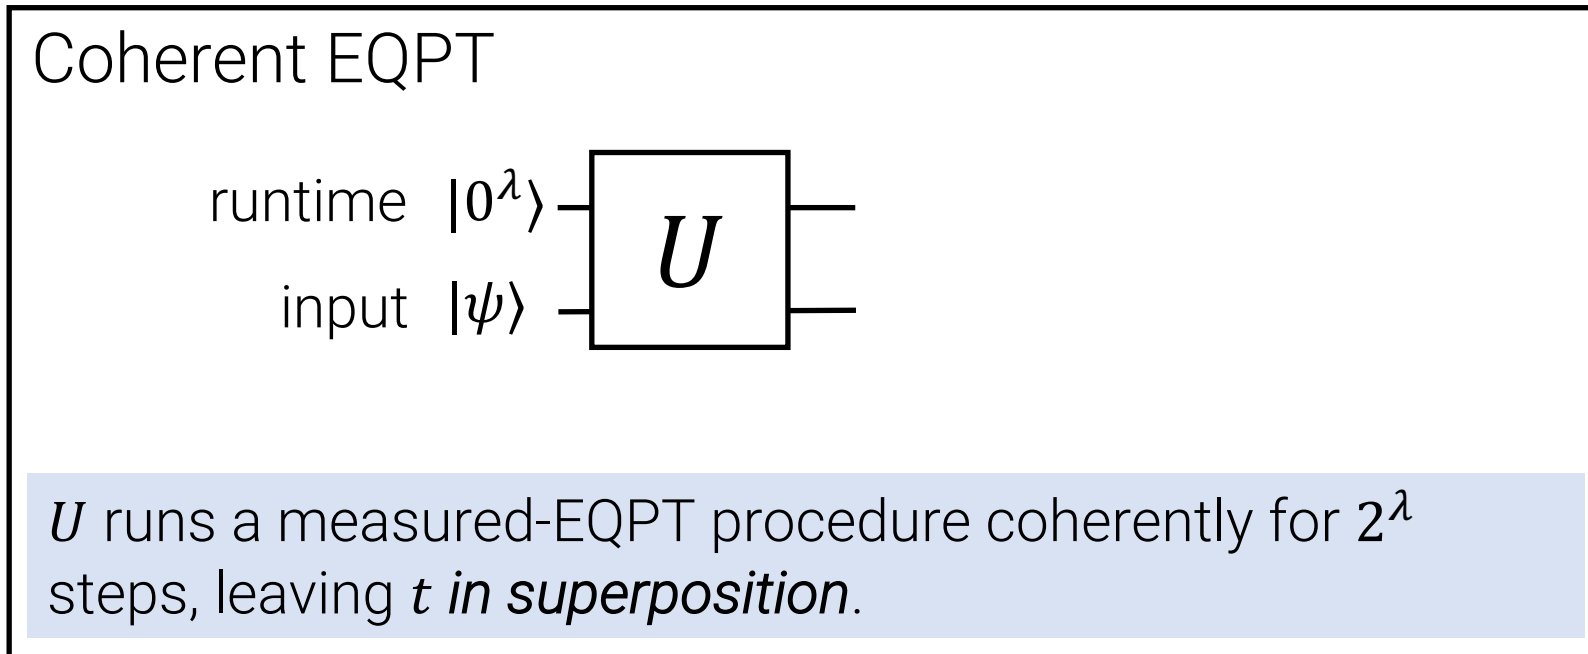 Coherent EQPT
runtime |0^λ⟩
U
input |ψ⟩
U runs a measured-EQPT procedure coherently for 2^λ
steps, leaving t in superposition.